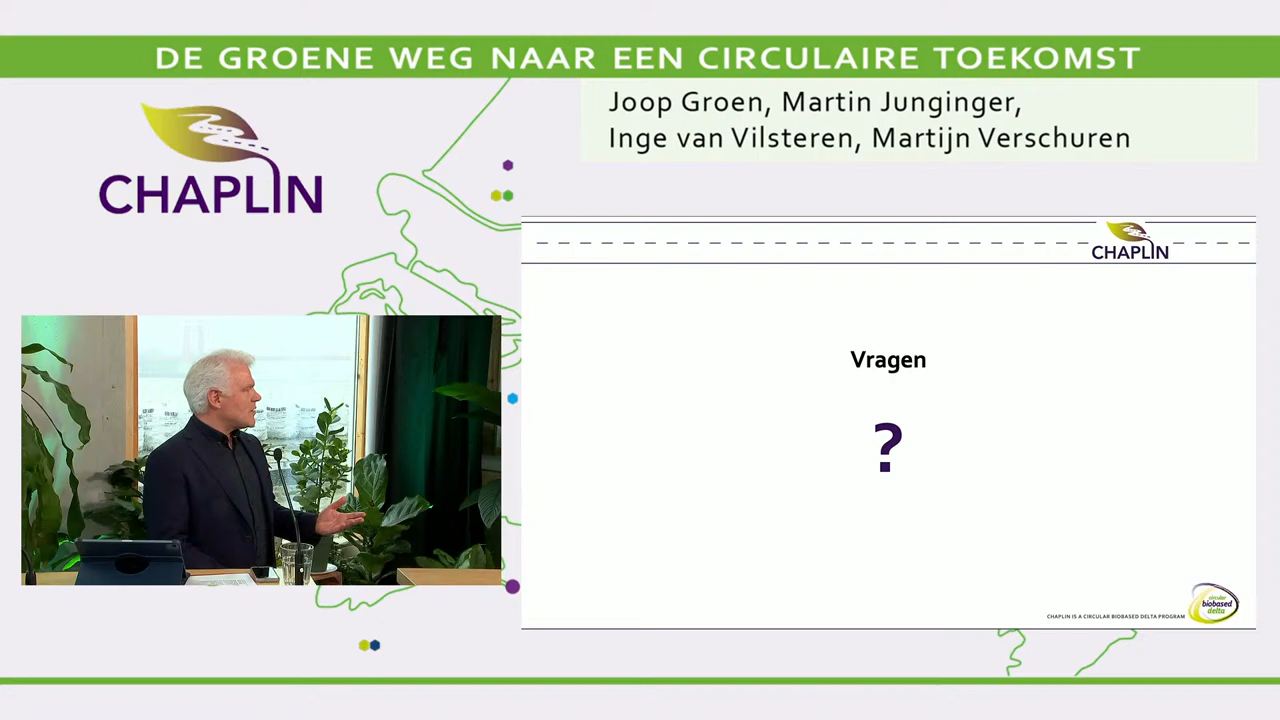 DE GROENE WEG NAAR EEN CIRCULAIRE TOEKOMST
Joop Groen, Martin Junginger,
Inge van Vilsteren, Martijn Verschuren
CHAPLIN
CHAPLIN
Vragen
?
CHAPLIN IS A CIRCULAR BIOBASED DELTA PROGRAM
circular
biobased
delta